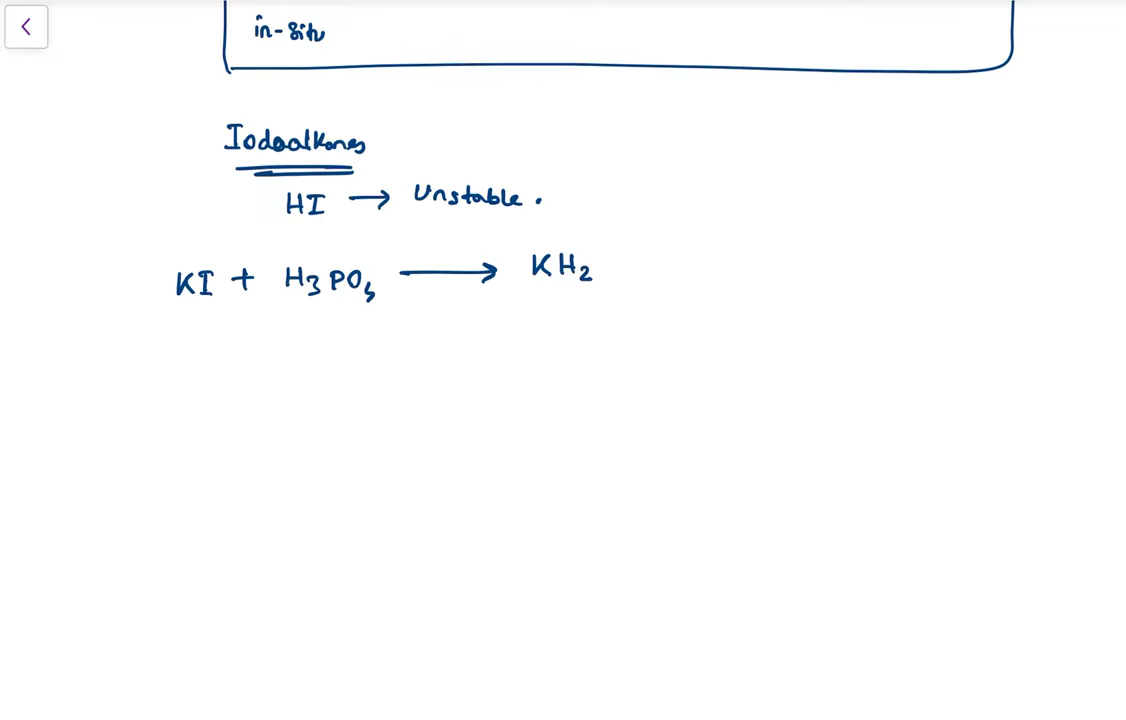 in-situ
Iodoalkanes
HI → Unstable.
KI + H₃PO₄ ⟶ KH₂